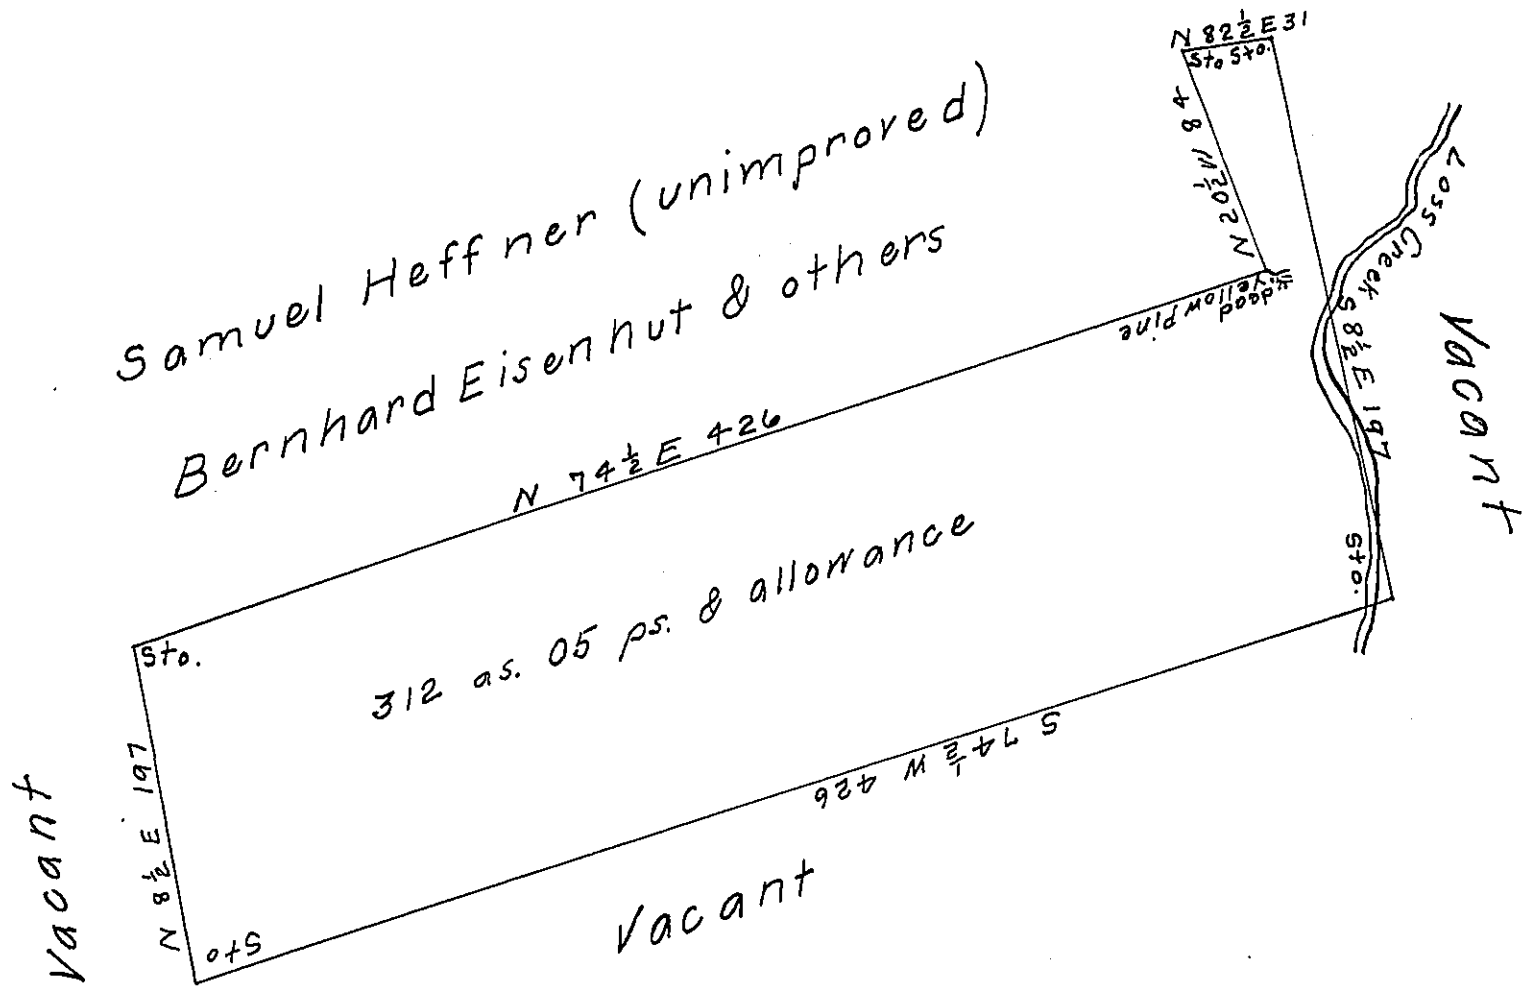 N 82½ E 31
Sto Sto.
N 20½ W 84
Loss Creek
S 8½ E 197
Vacant
Samuel Heffner (unimproved)
Bernhard Eisenhut & others
dead
yellow pine
N 74½ E 426
Sto.
Sto.
312 as. 05 ps. & allowance
S 74½ W 426
N 8½ E 197
Vacant
Sto
Vacant